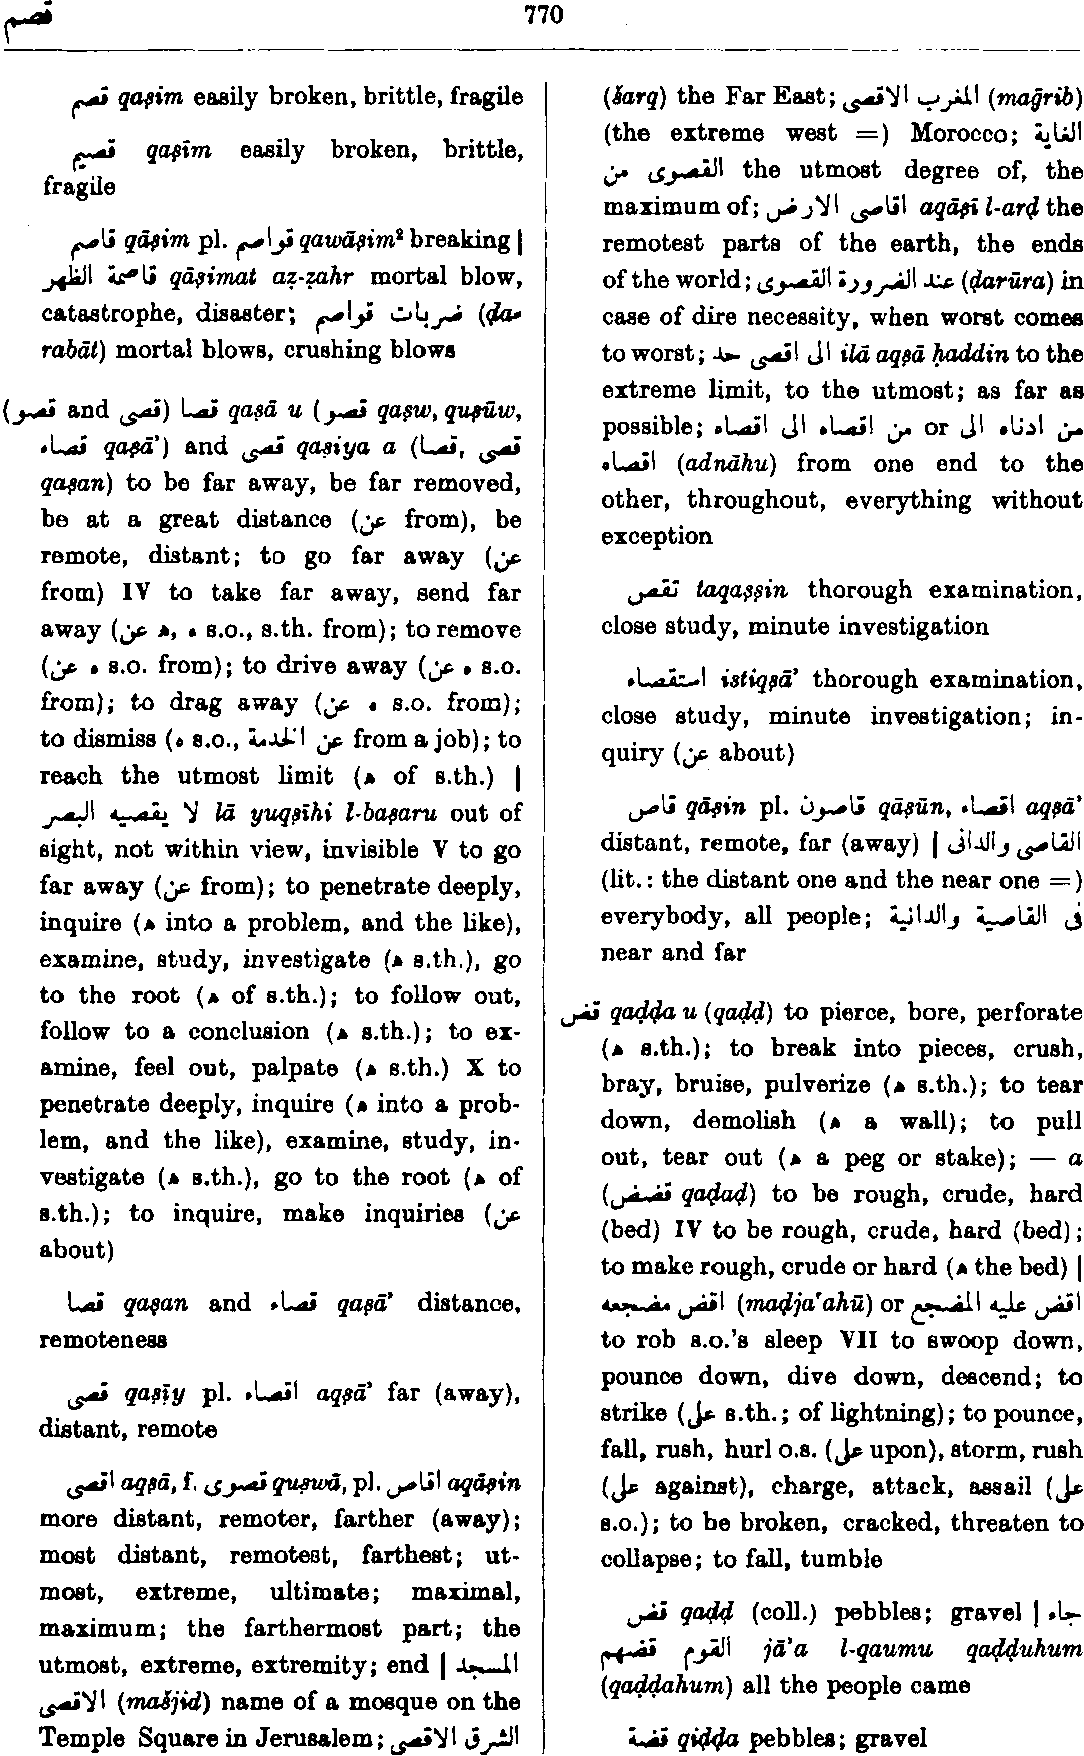 قصم
770
قصم qaṣim easily broken, brittle, fragile
قصيم qaṣīm easily broken, brittle,
fragile
قاصم qāṣim pl. قواصم qawāṣim² breaking |
قاصمة الظهر qāṣimat aẓ-ẓahr mortal blow,
catastrophe, disaster; ضربات قواصم (ḍa-
rabāt) mortal blows, crushing blows
(قصو and قصى) قصا qaṣā u (قصو qaṣw, quṣūw,
قصاء qaṣā’) and قصى qaṣiya a (قصا, قصى
qaṣan) to be far away, be far removed,
be at a great distance (عن from), be
remote, distant; to go far away (عن
from) IV to take far away, send far
away (عن ه, ه s.o., s.th. from); to remove
(عن ه s.o. from); to drive away (عن ه s.o.
from); to drag away (عن ه s.o. from);
to dismiss (ه s.o., عن الخدمة from a job); to
reach the utmost limit (ه of s.th.) |
لا يقصيه البصر lā yuqṣīhi l-baṣaru out of
sight, not within view, invisible V to go
far away (عن from); to penetrate deeply,
inquire (ه into a problem, and the like),
examine, study, investigate (ه s.th.), go
to the root (ه of s.th.); to follow out,
follow to a conclusion (ه s.th.); to ex-
amine, feel out, palpate (ه s.th.) X to
penetrate deeply, inquire (ه into a prob-
lem, and the like), examine, study, in-
vestigate (ه s.th.), go to the root (ه of
s.th.); to inquire, make inquiries (عن
about)
قصا qaṣan and قصاء qaṣā’ distance,
remoteness
قصى qaṣīy pl. اقصاء aqṣā’ far (away),
distant, remote
اقصى aqṣā, f. قصوى quṣwā, pl. اقاص aqāṣin
more distant, remoter, farther (away);
most distant, remotest, farthest; ut-
most, extreme, ultimate; maximal,
maximum; the farthermost part; the
utmost, extreme, extremity; end | المسجد
الاقصى (masjid) name of a mosque on the
Temple Square in Jerusalem; الشرق الاقصى
(šarq) the Far East; المغرب الاقصى (maḡrib)
(the extreme west =) Morocco; الغاية
القصوى من the utmost degree of, the
maximum of; اقاصى الارض aqāṣī l-arḍ the
remotest parts of the earth, the ends
of the world; عند الضرورة القصوى (ḍarūra) in
case of dire necessity, when worst comes
to worst; الى اقصى حد ilā aqṣā ḥaddin to the
extreme limit, to the utmost; as far as
possible; من اقصاء الى اقصاء or من ادناه الى
اقصاء (adnāhu) from one end to the
other, throughout, everything without
exception
تقص taqaṣṣin thorough examination,
close study, minute investigation
استقصاء istiqṣā’ thorough examination,
close study, minute investigation; in-
quiry (عن about)
قاص qāṣin pl. قاصون qāṣūn, اقصاء aqṣā’
distant, remote, far (away) | القاصى والدانى
(lit.: the distant one and the near one =)
everybody, all people; فى القاصية والدانية
near and far
قض qaḍḍa u (qaḍḍ) to pierce, bore, perforate
(ه s.th.); to break into pieces, crush,
bray, bruise, pulverize (ه s.th.); to tear
down, demolish (ه a wall); to pull
out, tear out (ه a peg or stake); — a
(قضض qaḍaḍ) to be rough, crude, hard
(bed) IV to be rough, crude, hard (bed);
to make rough, crude or hard (ه the bed) |
اقض مضجعه (maḍja‘ahū) or اقض عليه المضجع
to rob s.o.’s sleep VII to swoop down,
pounce down, dive down, descend; to
strike (على s.th.; of lightning); to pounce,
fall, rush, hurl o.s. (على upon), storm, rush
(على against), charge, attack, assail (على
s.o.); to be broken, cracked, threaten to
collapse; to fall, tumble
قض qaḍḍ (coll.) pebbles; gravel | جاء
القوم قضهم jā’a l-qaumu qaḍḍuhum
(qaḍḍahum) all the people came
قضة qiḍḍa pebbles; gravel